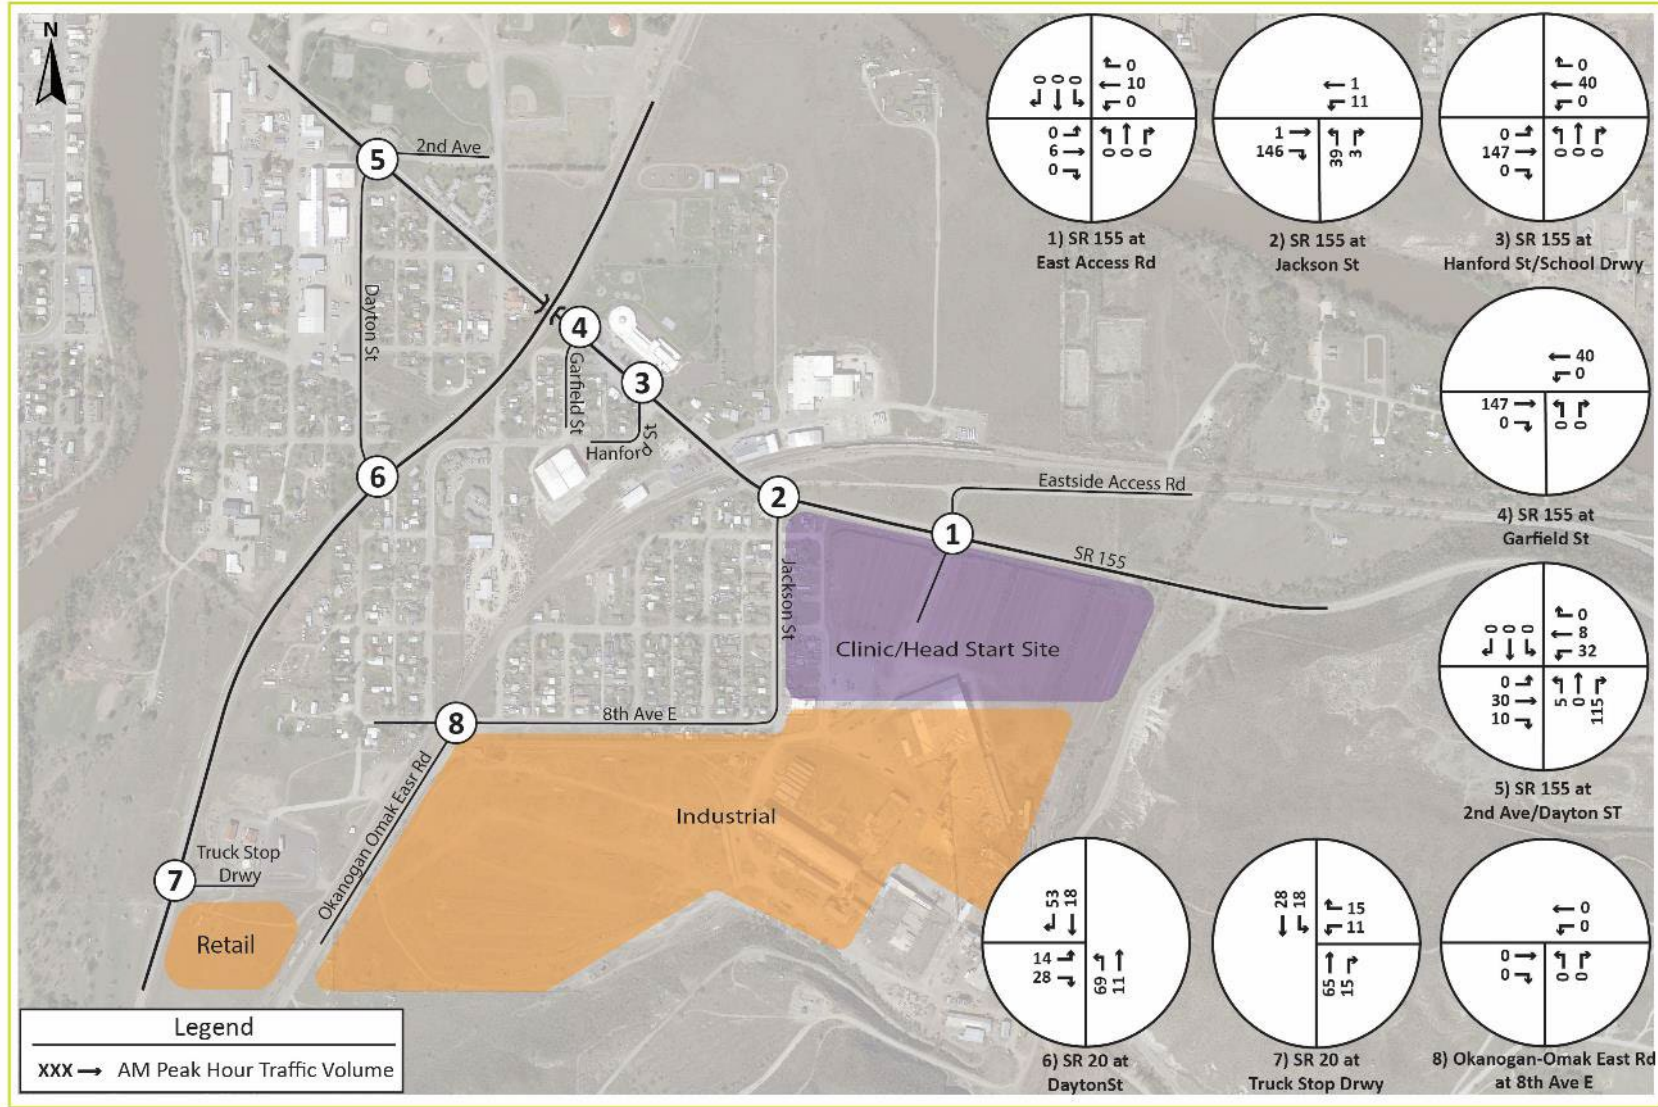 N
5
2nd Ave
Dayton St
4
Garfield St
3
Hanford St
6
2
Eastside Access Rd
1
SR 155
Jackson St
Clinic/Head Start Site
8
8th Ave E
Okanogan Omak Easr Rd
Industrial
Truck Stop
Drwy
7
Retail
Legend
XXX → AM Peak Hour Traffic Volume
0 0 0
0
10
0
0
6
0
0 0 0
1) SR 155 at
East Access Rd
1
11
1
146
39 3
2) SR 155 at
Jackson St
0
40
0
0
147
0
0 0 0
3) SR 155 at
Hanford St/School Drwy
40
0
147
0
0 0
4) SR 155 at
Garfield St
0 0 0
0
8
32
0
30
10
5 0 115
5) SR 155 at
2nd Ave/Dayton ST
53 18
14
28
69 11
6) SR 20 at
DaytonSt
28 18
15
11
65 15
7) SR 20 at
Truck Stop Drwy
0
0
0
0
0 0
8) Okanogan-Omak East Rd
at 8th Ave E